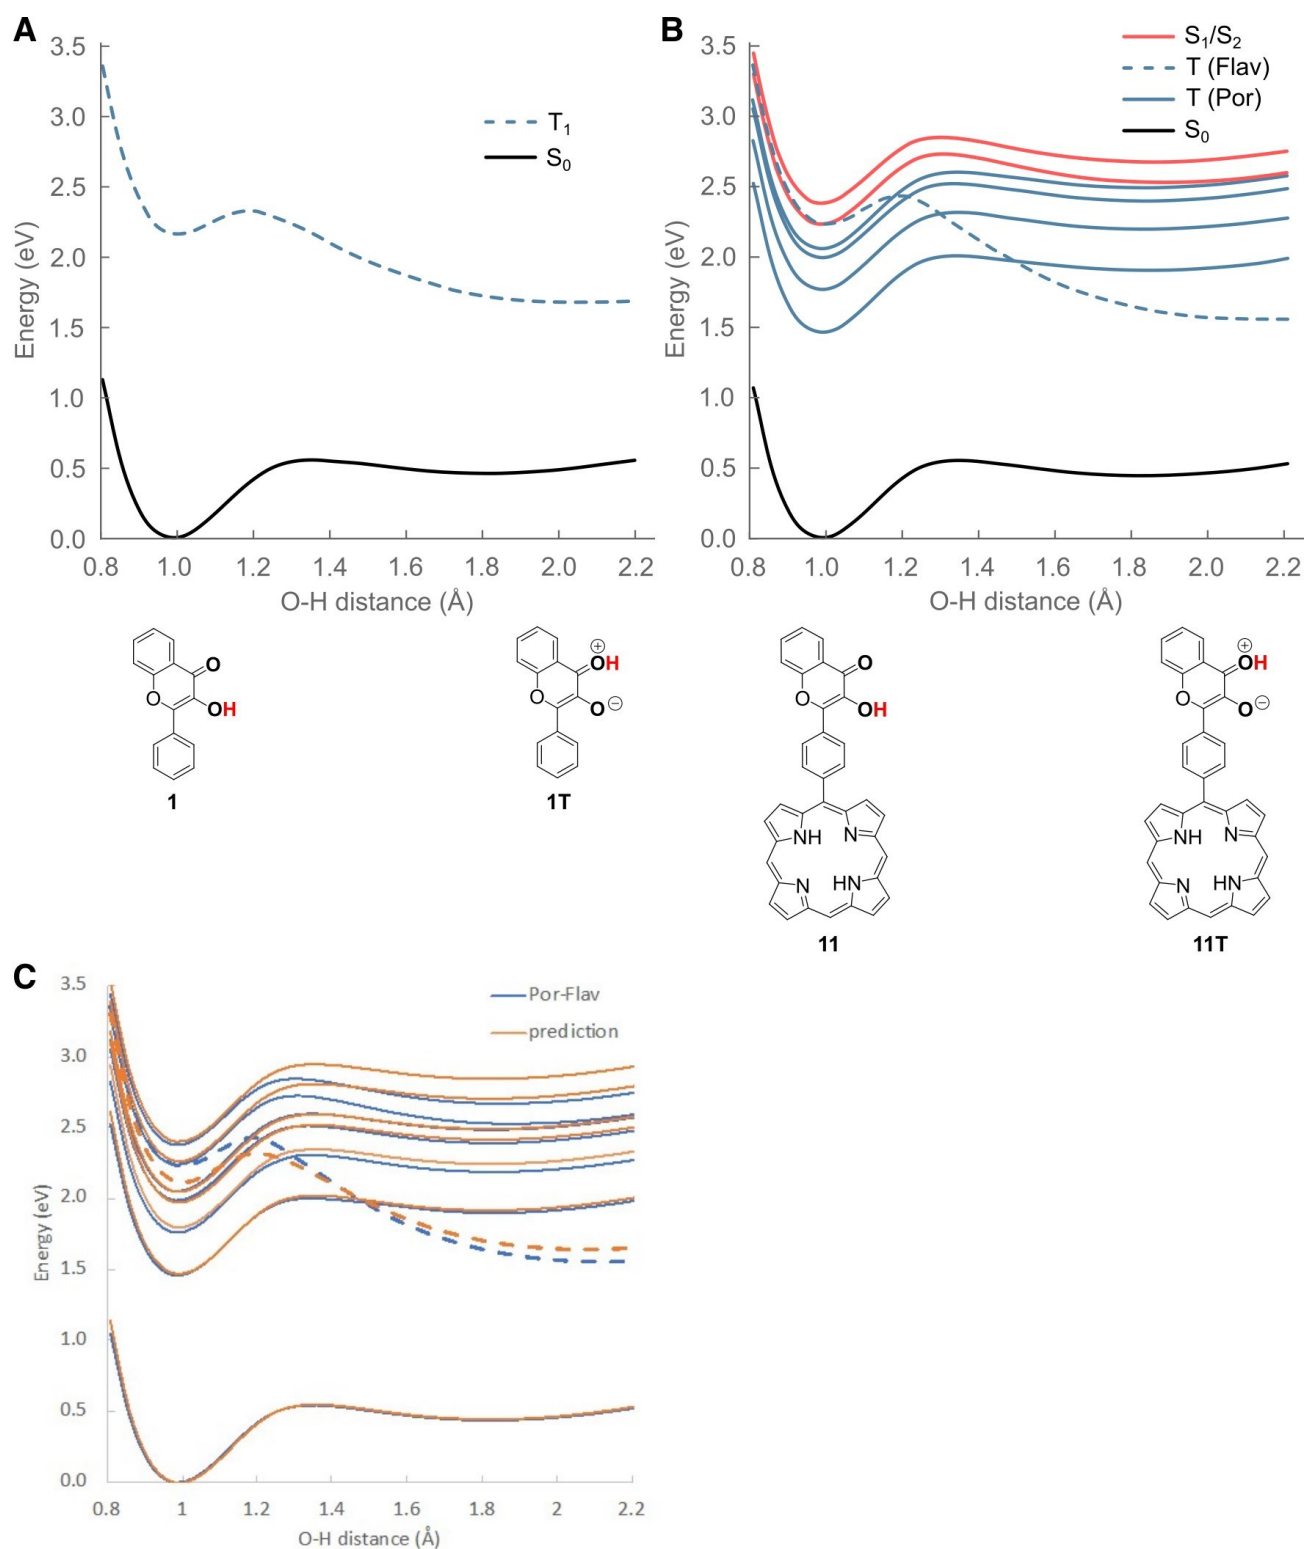 A
3.5
3.0
2.5
2.0
1.5
1.0
0.5
0.0
Energy (eV)
T1
S0
0.8 1.0 1.2 1.4 1.6 1.8 2.0 2.2
O-H distance (Å)
O
O
OH
1
⊕
OH
O
O ⊖
1T
B
3.5
3.0
2.5
2.0
1.5
1.0
0.5
0.0
Energy (eV)
S1/S2
T (Flav)
T (Por)
S0
0.8 1.0 1.2 1.4 1.6 1.8 2.0 2.2
O-H distance (Å)
O
O
OH
NH N
N HN
11
⊕
OH
O
O ⊖
NH N
N HN
11T
C
3.5
3.0
2.5
2.0
1.5
1.0
0.5
0.0
Energy (eV)
Por-Flav
prediction
0.8 1 1.2 1.4 1.6 1.8 2 2.2
O-H distance (Å)